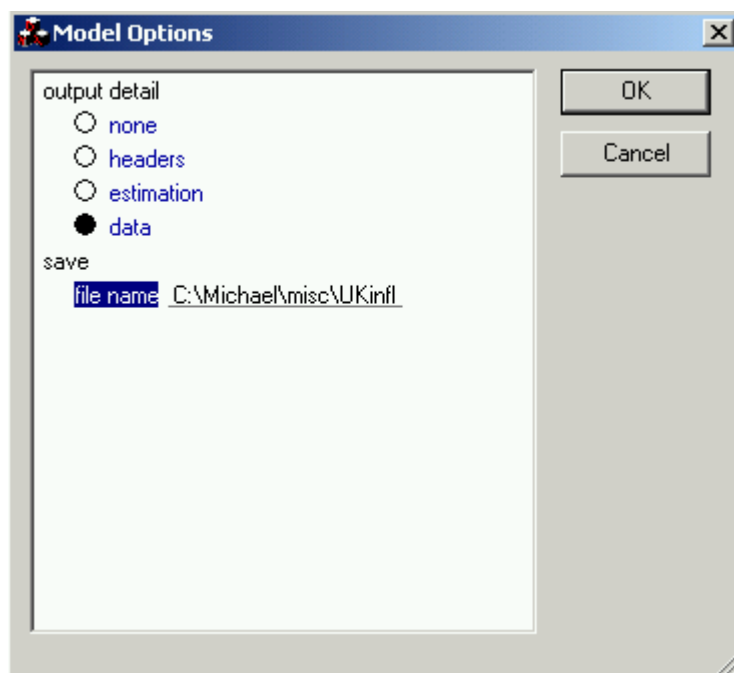 Model Options
output detail
none
headers
estimation
data
save
file name C:\Michael\misc\UKinfl
OK
Cancel